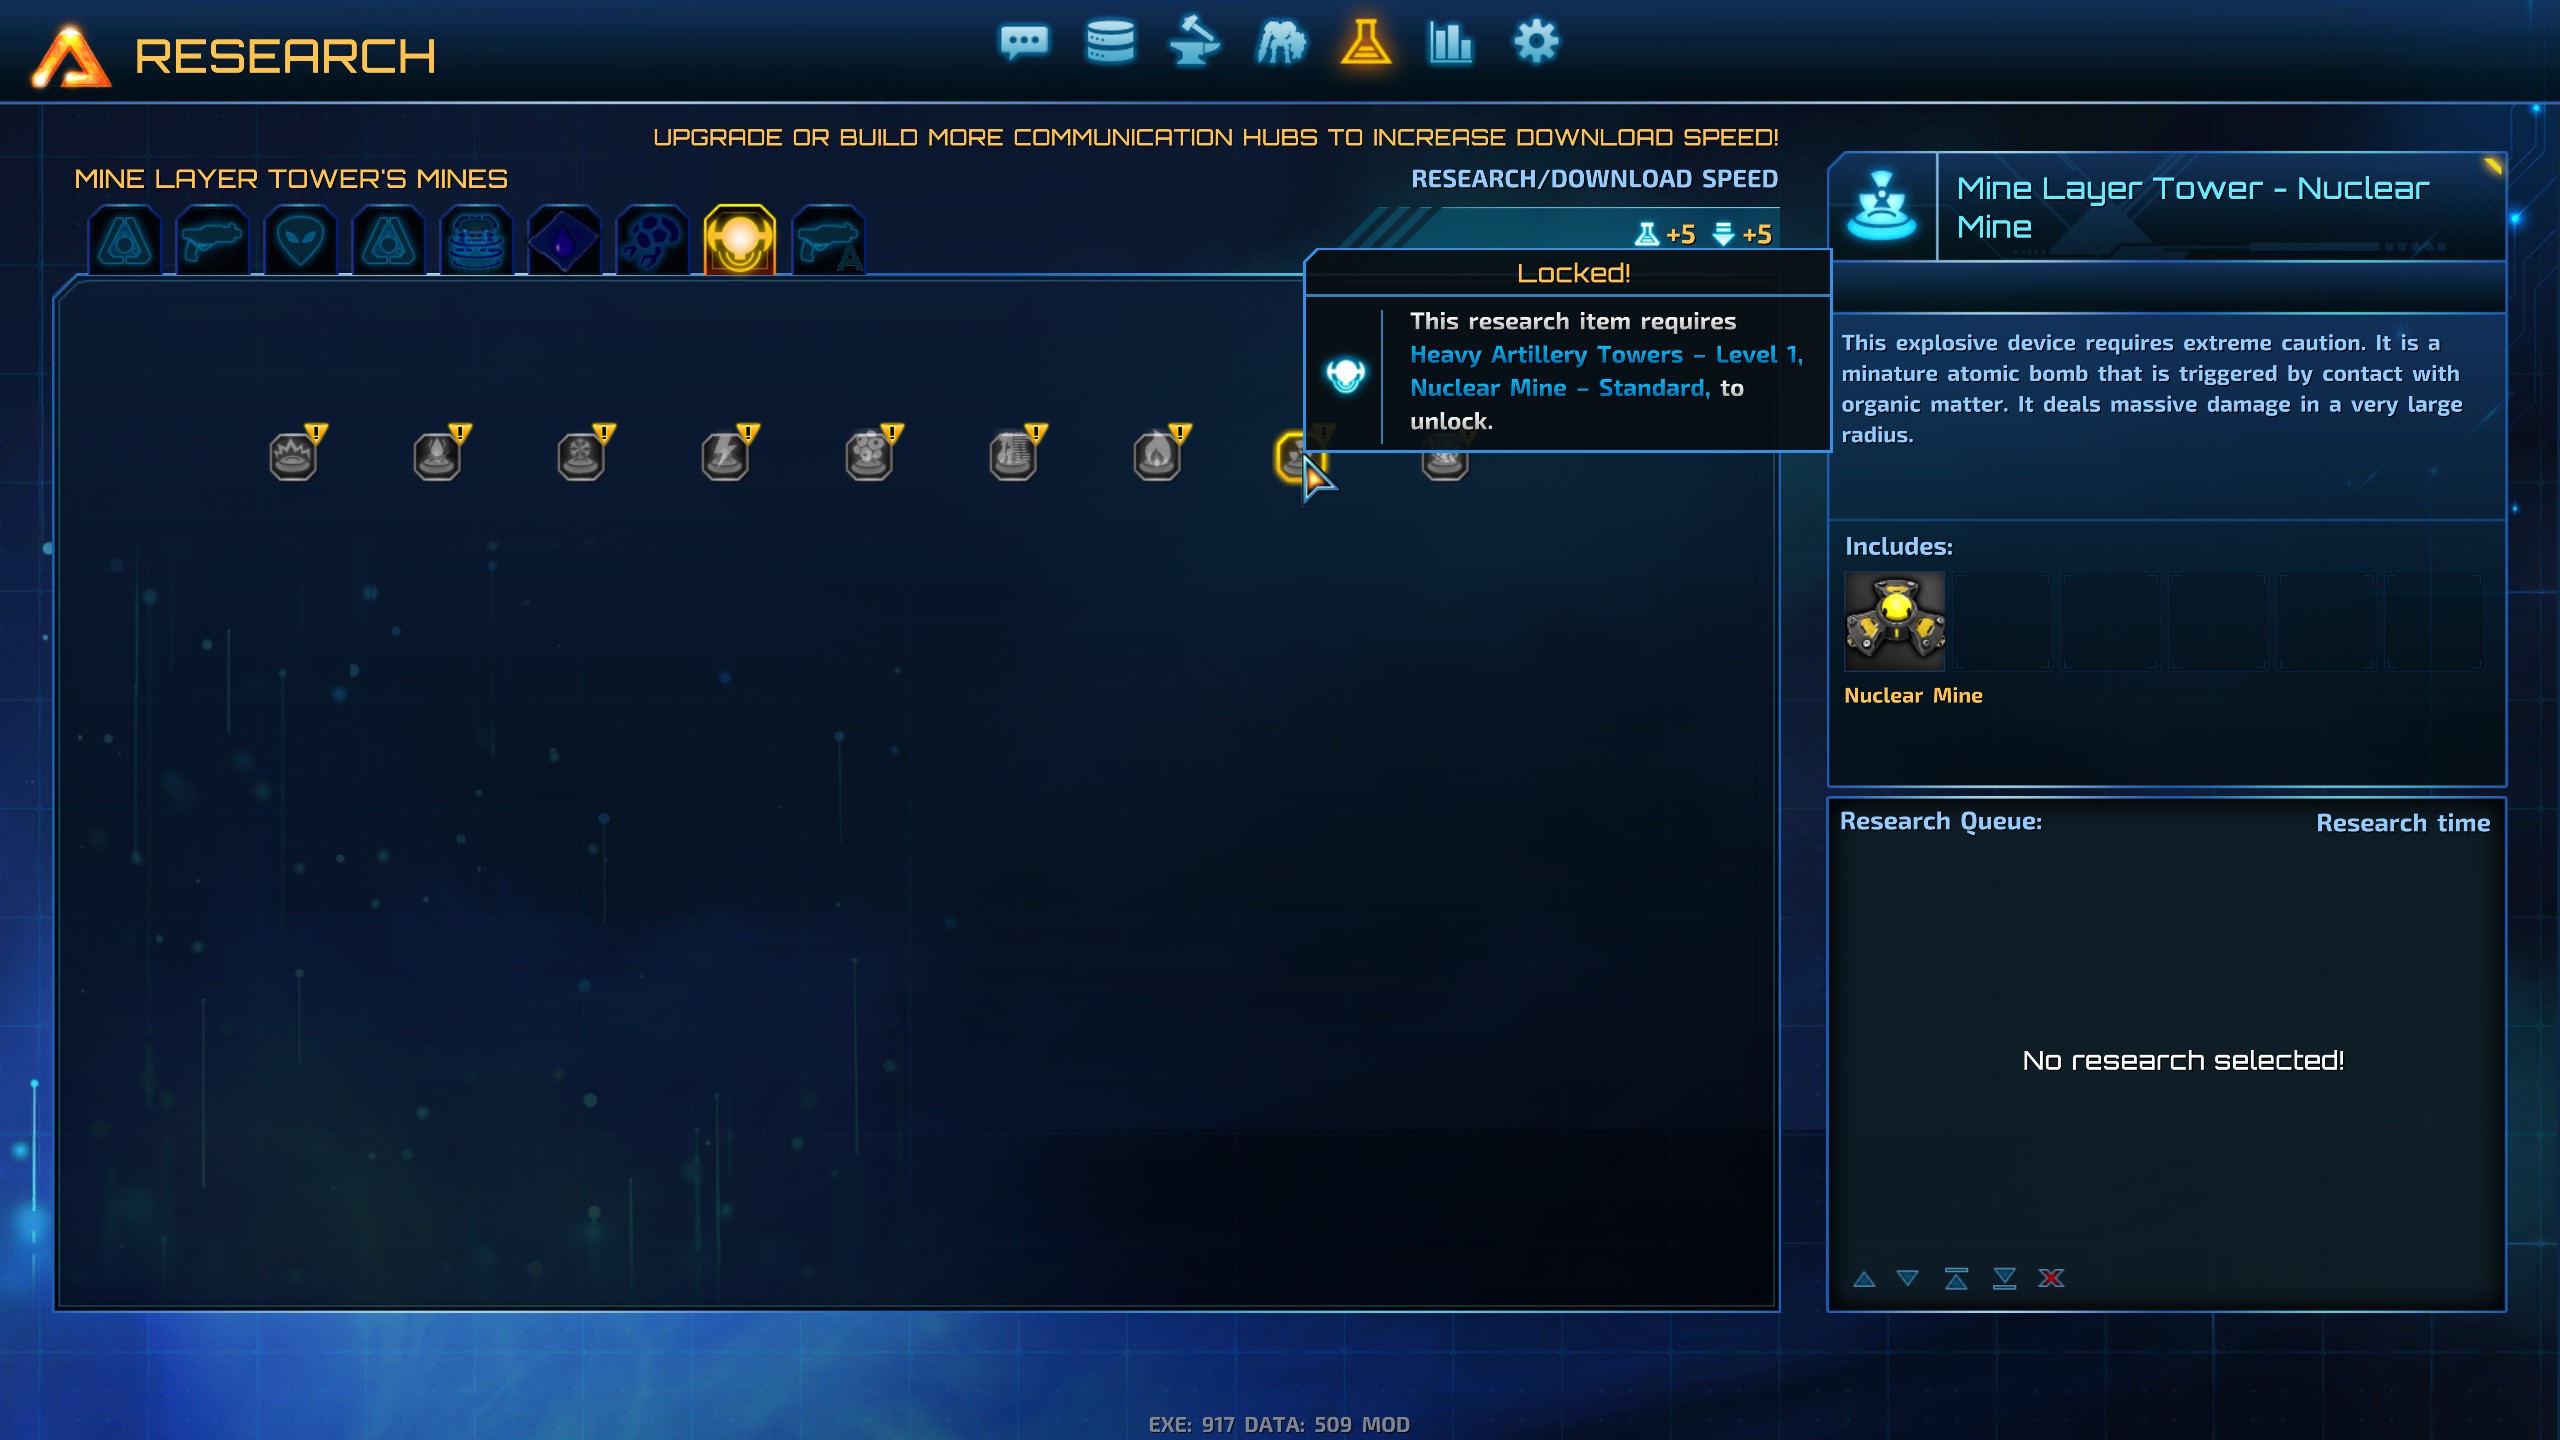 RESEARCH
UPGRADE OR BUILD MORE COMMUNICATION HUBS TO INCREASE DOWNLOAD SPEED!
MINE LAYER TOWER'S MINES
RESEARCH/DOWNLOAD SPEED
+5 +5
Locked!
This research item requires
Heavy Artillery Towers – Level 1,
Nuclear Mine – Standard, to
unlock.
Mine Layer Tower - Nuclear
Mine
This explosive device requires extreme caution. It is a
minature atomic bomb that is triggered by contact with
organic matter. It deals massive damage in a very large
radius.
Includes:
Nuclear Mine
Research Queue:
Research time
No research selected!
EXE: 917 DATA: 509 MOD